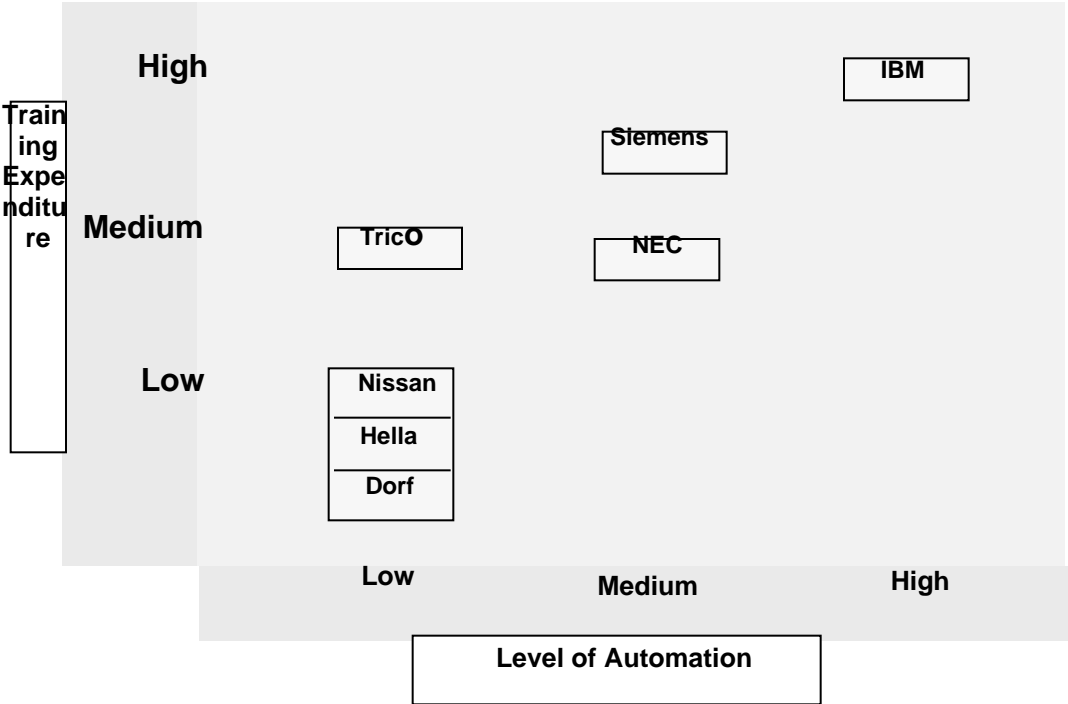 High
IBM
Train
ing
Expe
nditu
re
Siemens
Medium
Trico
NEC
Low
Nissan
Hella
Dorf
Low
Medium
High
Level of Automation